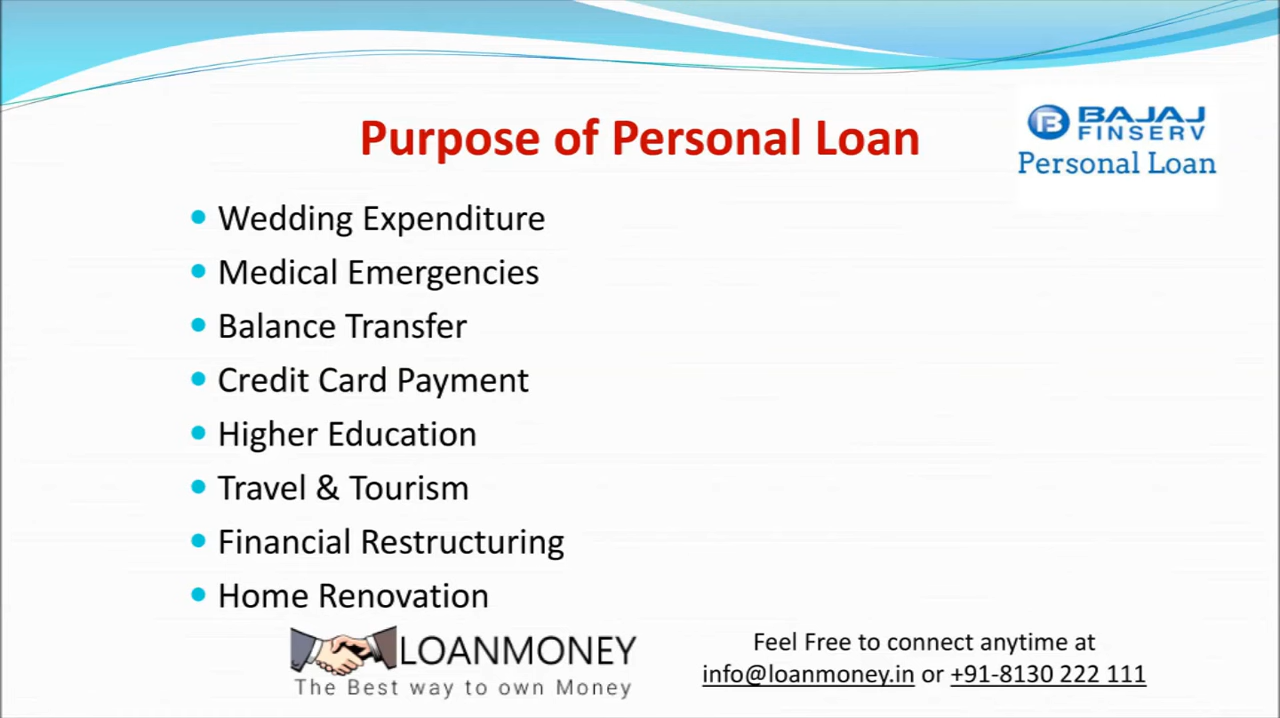 Purpose of Personal Loan
BAJAJ
FINSERV
Personal Loan
Wedding Expenditure
Medical Emergencies
Balance Transfer
Credit Card Payment
Higher Education
Travel & Tourism
Financial Restructuring
Home Renovation
LOANMONEY
The Best way to own Money
Feel Free to connect anytime at
info@loanmoney.in or +91-8130 222 111